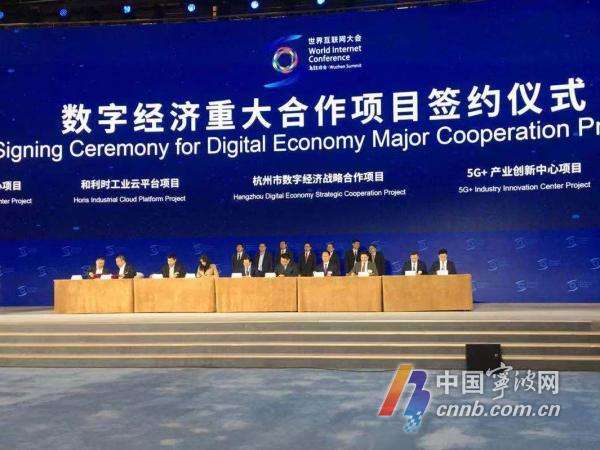 世界互联网大会
World Internet
Conference
乌镇峰会·Wuzhen Summit
数字经济重大合作项目签约仪式
Signing Ceremony for Digital Economy Major Cooperation Pr
心项目
和利时工业云平台项目
杭州市数字经济战略合作项目
5G+ 产业创新中心项目
enter Project
Horis Industrial Cloud Platform Project
Hangzhou Digital Economy Strategic Cooperation Project
5G+ Industry Innovation Center Project
中国宁波网
cnnb.com.cn